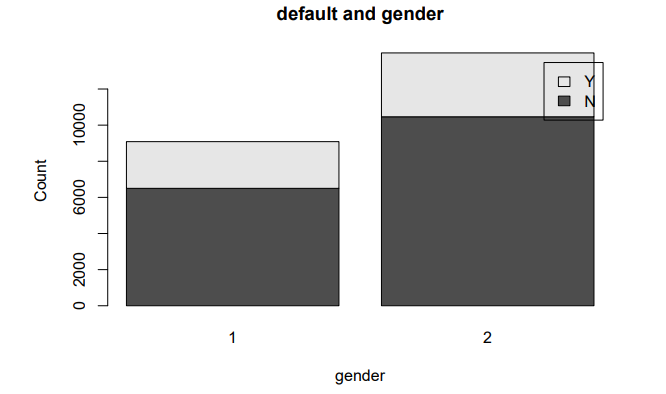 default and gender
Y
N
Count
10000
6000
2000
0
1 2
gender